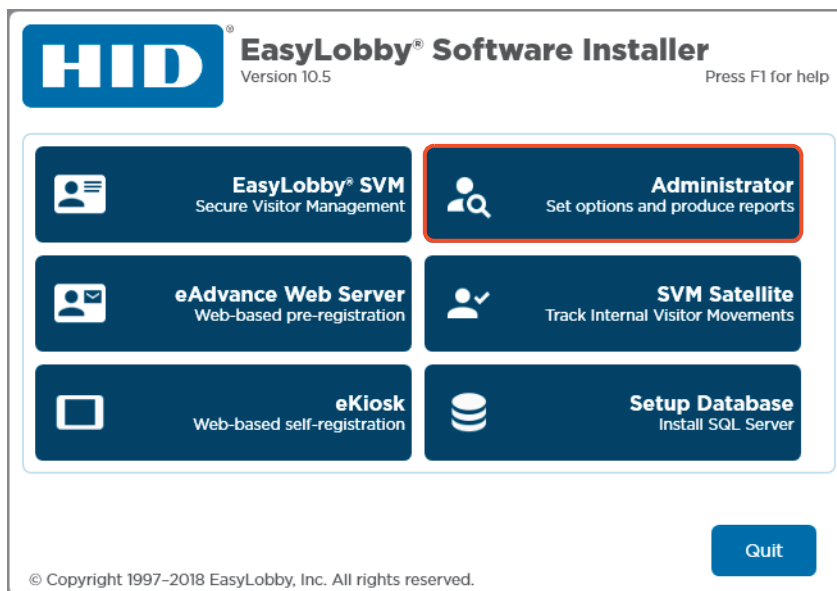 HID®
EasyLobby® Software Installer
Version 10.5
Press F1 for help
EasyLobby® SVM
Secure Visitor Management
Administrator
Set options and produce reports
eAdvance Web Server
Web-based pre-registration
SVM Satellite
Track Internal Visitor Movements
eKiosk
Web-based self-registration
Setup Database
Install SQL Server
Quit
© Copyright 1997–2018 EasyLobby, Inc. All rights reserved.